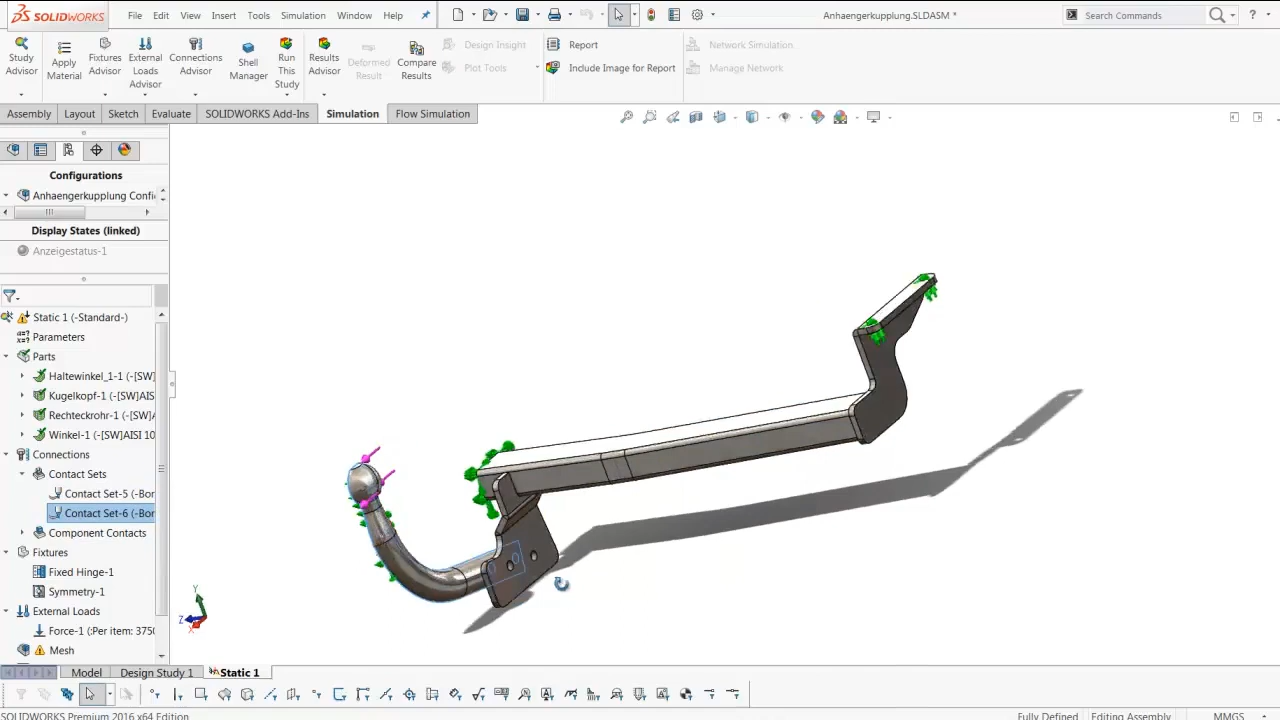 SOLIDWORKS File Edit View Insert Tools Simulation Window Help Anhaengerkupplung.SLDASM * Search Commands ?
Study Advisor
Apply Material
Fixtures Advisor
External Loads Advisor
Connections Advisor
Shell Manager
Run This Study
Results Advisor
Deformed Result
Compare Results
Design Insight
Plot Tools
Report
Include Image for Report
Network Simulation
Manage Network
Assembly Layout Sketch Evaluate SOLIDWORKS Add-Ins Simulation Flow Simulation
Configurations
Anhaengerkupplung Confi
Display States (linked)
Anzeigestatus-1
Static 1 (-Standard-)
Parameters
Parts
Haltewinkel_1-1 (-[SW]
Kugelkopf-1 (-[SW]AIS
Rechteckrohr-1 (-[SW]A
Winkel-1 (-[SW]AISI 10
Connections
Contact Sets
Contact Set-5 (-Bon
Contact Set-6 (-Bon
Component Contacts
Fixtures
Fixed Hinge-1
Symmetry-1
External Loads
Force-1 (:Per item: 3750
Mesh
Y
Z
X
Model Design Study 1 Static 1
SOLIDWORKS Premium 2016 x64 Edition Fully Defined Editing Assembly MMGS